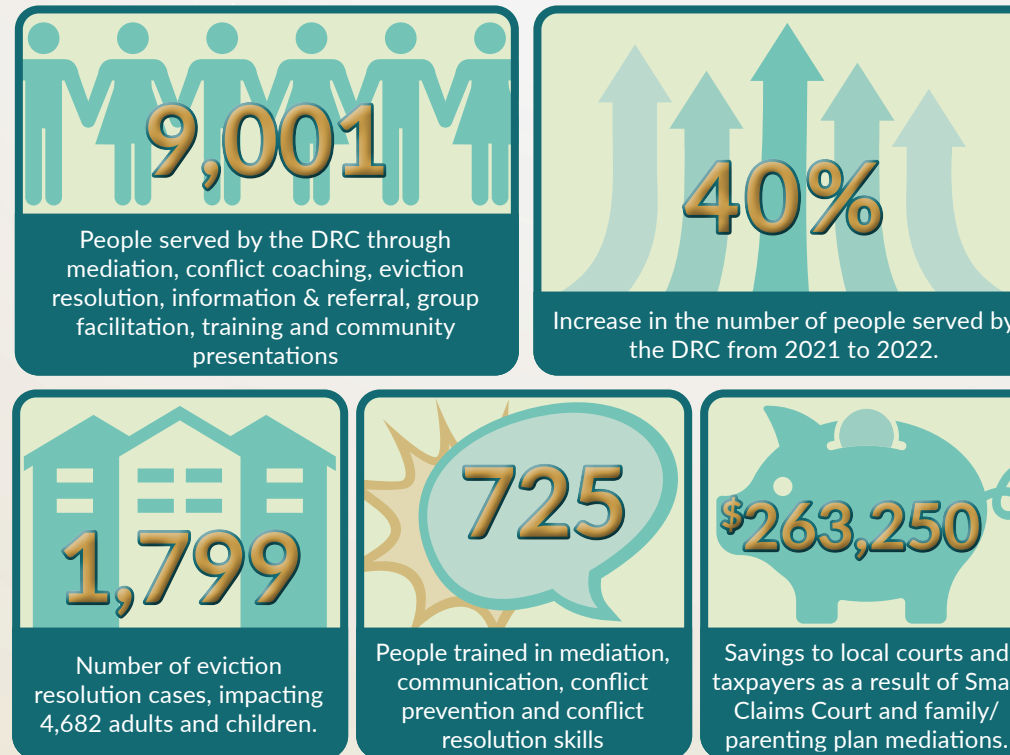 9,001
People served by the DRC through
mediation, conflict coaching, eviction
resolution, information & referral, group
facilitation, training and community
presentations
40%
Increase in the number of people served by
the DRC from 2021 to 2022.
1,799
Number of eviction
resolution cases, impacting
4,682 adults and children.
725
People trained in mediation,
communication, conflict
prevention and conflict
resolution skills
$263,250
Savings to local courts and
taxpayers as a result of Sma
Claims Court and family/
parenting plan mediations.